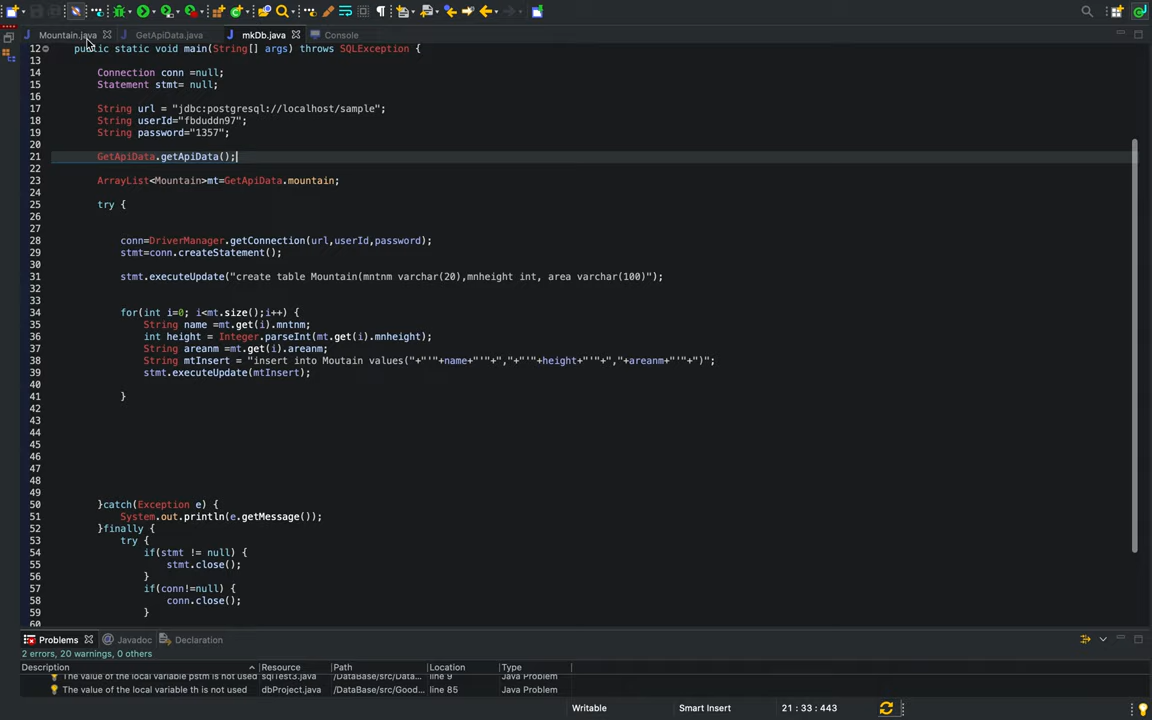 Mountain.java GetApiData.java mkDb.java Console
12 public static void main(String[] args) throws SQLException {
13
14 Connection conn =null;
15 Statement stmt= null;
16
17 String url = "jdbc:postgresql://localhost/sample";
18 String userId="fbduddn97";
19 String password="1357";
20
21 GetApiData.getApiData();
22
23 ArrayList<Mountain>mt=GetApiData.mountain;
24
25 try {
26
27
28 conn=DriverManager.getConnection(url,userId,password);
29 stmt=conn.createStatement();
30
31 stmt.executeUpdate("create table Mountain(mntnm varchar(20),mnheight int, area varchar(100)");
32
33
34 for(int i=0; i<mt.size();i++) {
35 String name =mt.get(i).mntnm;
36 int height = Integer.parseInt(mt.get(i).mnheight);
37 String areanm =mt.get(i).areanm;
38 String mtInsert = "insert into Moutain values("+"'"+name+"'"+","+"'"+height+"'"+","+areanm+"'"+")";
39 stmt.executeUpdate(mtInsert);
40
41 }
42
43
44
45
46
47
48
49
50 }catch(Exception e) {
51 System.out.println(e.getMessage());
52 }finally {
53 try {
54 if(stmt != null) {
55 stmt.close();
56 }
57 if(conn!=null) {
58 conn.close();
59 }
60
Problems Javadoc Declaration
2 errors, 20 warnings, 0 others
Description Resource Path Location Type
The value of the local variable pstm is not used sqlTest3.java /DataBase/src/Data... line 9 Java Problem
The value of the local variable th is not used dbProject.java /DataBase/src/Good... line 85 Java Problem
Writable Smart Insert 21 : 33 : 443